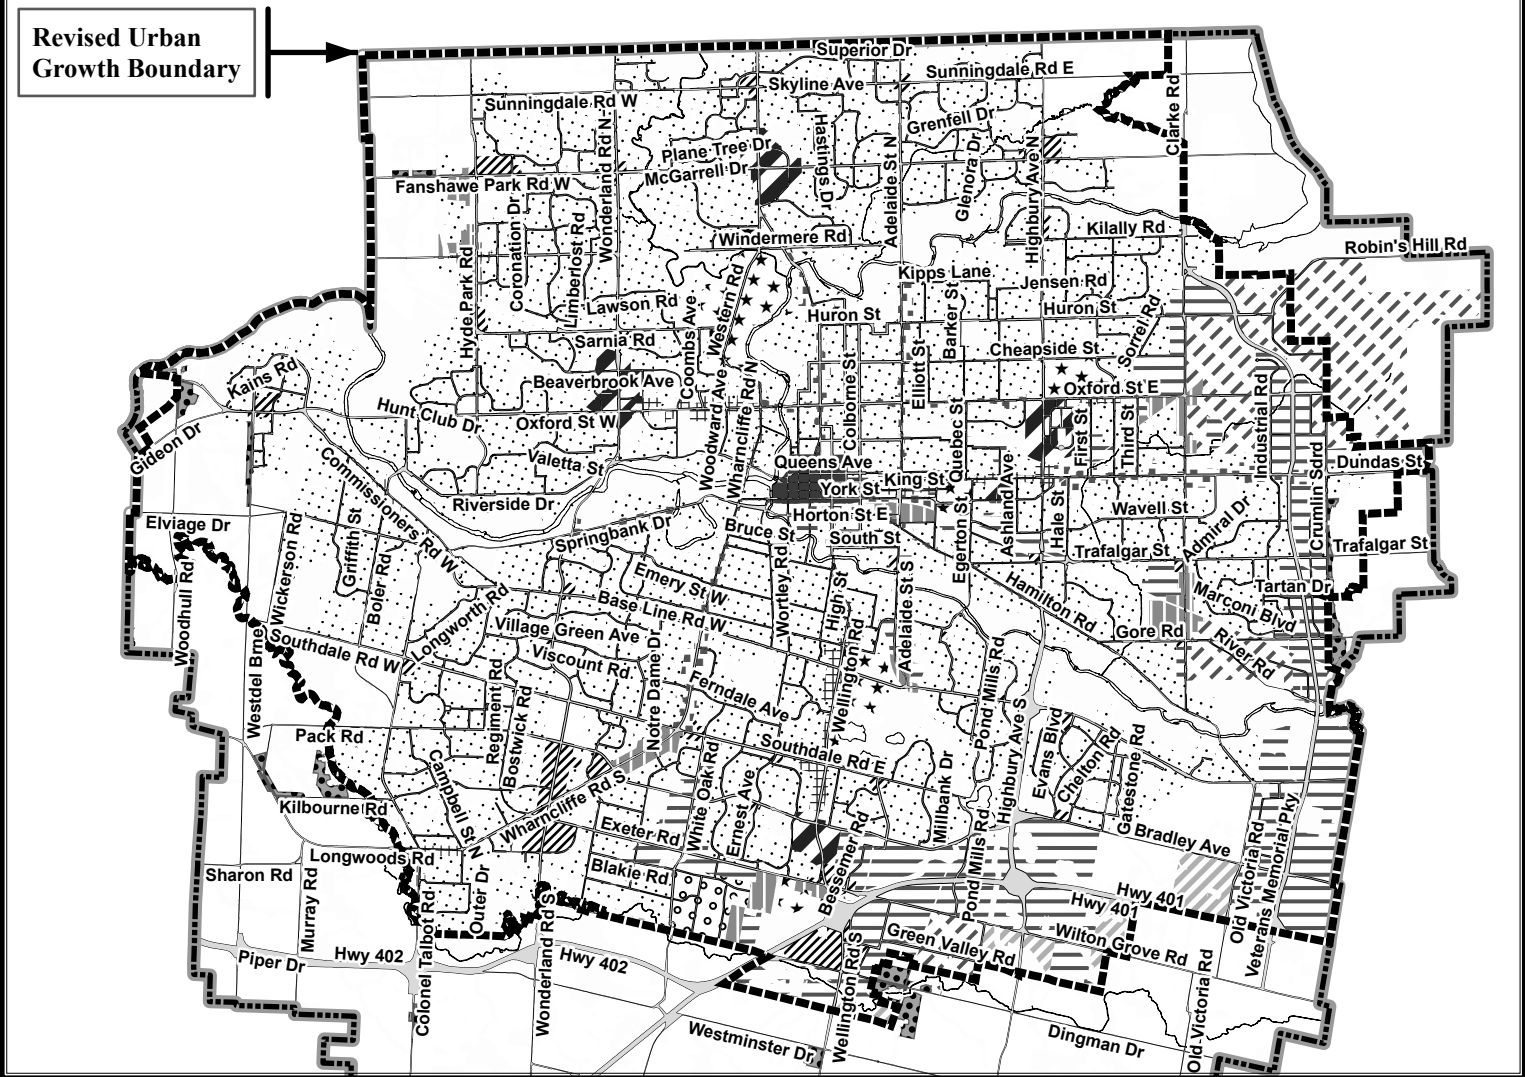 Revised Urban
Growth Boundary
Superior Dr
Sunningdale Rd E
Skyline Ave
Sunningdale Rd W
Clarke Rd
Grenfell Dr
Hastings Dr
Adelaide St N
Wonderland Rd N
Plane Tree Dr
McGarrell Dr
Glenora Dr
Highbury Ave N
Fanshawe Park Rd W
Coronation Dr
Limberlost Rd
Windermere Rd
Kilally Rd
Robin's Hill Rd
Hyde Park Rd
Kipps Lane
Jensen Rd
Western Rd
Lawson Rd
Barker St
Huron St
Huron St
Sorrel Rd
Coombs Ave
Sarnia Rd
Cheapside St
Elliott St
Colborne St
Kains Rd
Beaverbrook Ave
Oxford St E
Industrial Rd
Woodward Ave
Wharncliffe Rd N
Hunt Club Dr
Oxford St W
Quebec St
First St
Third St
Gideon Dr
Commissioners Rd W
Valetta St
Queens Ave
Dundas St
Crumlin Sdrd
King St
York St
Riverside Dr
Ashland Ave
Hale St
Wavell St
Admiral Dr
Elviage Dr
Horton St E
Egerton St
Springbank Dr
Bruce St
South St
Trafalgar St
Trafalgar St
Griffith St
Wickerson Rd
Boler Rd
Woodhull Rd
Emery St W
Wortley Rd
High St
Adelaide St S
Hamilton Rd
Tartan Dr
Marconi Blvd
Base Line Rd W
Longworth Rd
Village Green Ave
Gore Rd
River Rd
Southdale Rd W
Viscount Rd
Notre Dame Dr
Wellington Rd
Pond Mills Rd
Westdel Brne
Regiment Rd
Bostwick Rd
Ferndale Ave
Highbury Ave S
Evans Blvd
Chelton Rd
Gatestone Rd
Pack Rd
Southdale Rd E
Campbell St N
White Oak Rd
Ernest Ave
Millbank Dr
Kilbourne Rd
Wharncliffe Rd S
Exeter Rd
Bessemer Rd
Pond Mills Rd
Bradley Ave
Old Victoria Rd
Veterans Memorial Pky
Longwoods Rd
Sharon Rd
Blakie Rd
Murray Rd
Outer Dr
Hwy 401
Hwy 401
Colonel Talbot Rd
Wonderland Rd S
Wellington Rd S
Green Valley Rd
Wilton Grove Rd
Piper Dr
Hwy 402
Hwy 402
Old Victoria Rd
Westminster Dr
Dingman Dr